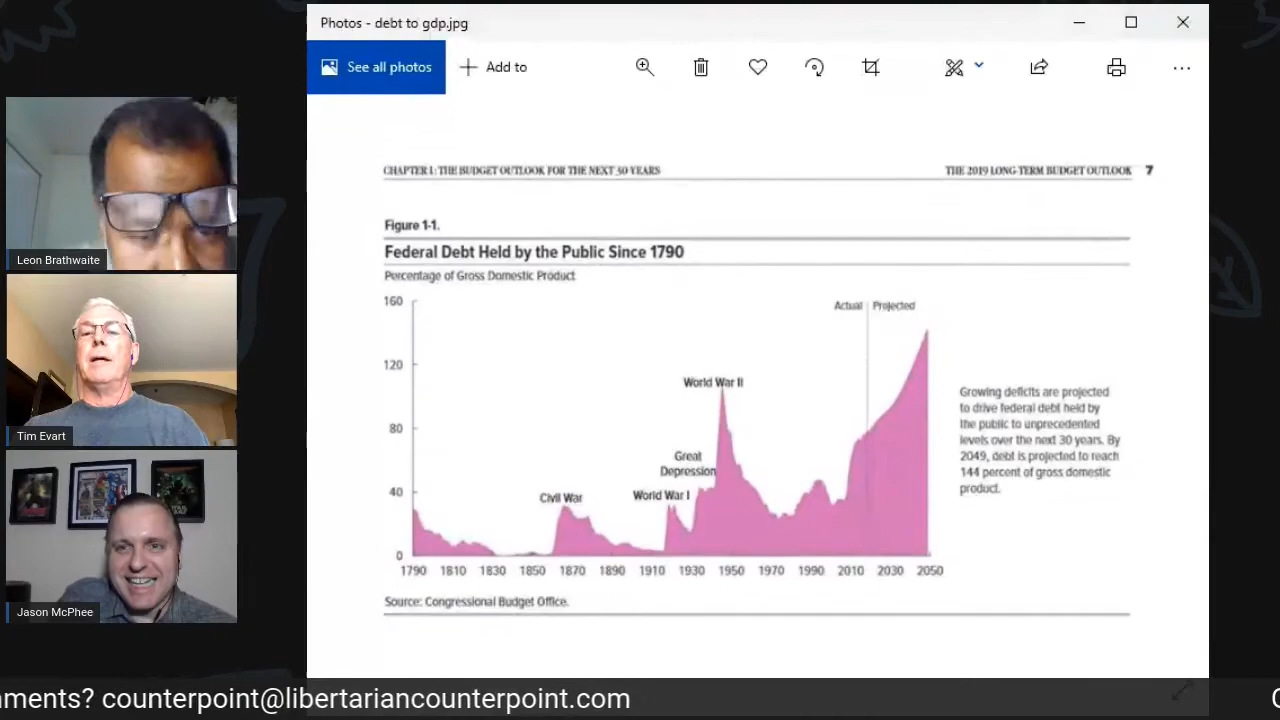 Photos - debt to gdp.jpg
See all photos
Add to
CHAPTER 1: THE BUDGET OUTLOOK FOR THE NEXT 30 YEARS
THE 2019 LONG-TERM BUDGET OUTLOOK 7
Figure 1-1.
Federal Debt Held by the Public Since 1790
Percentage of Gross Domestic Product
160
120
80
40
0
Actual
Projected
World War II
Great
Depression
World War I
Civil War
1790 1810 1830 1850 1870 1890 1910 1930 1950 1970 1990 2010 2030 2050
Growing deficits are projected
to drive federal debt held by
the public to unprecedented
levels over the next 30 years. By
2049, debt is projected to reach
144 percent of gross domestic
product.
Source: Congressional Budget Office.
Leon Brathwaite
Tim Evart
Jason McPhee
counterpoint@libertariancounterpoint.com